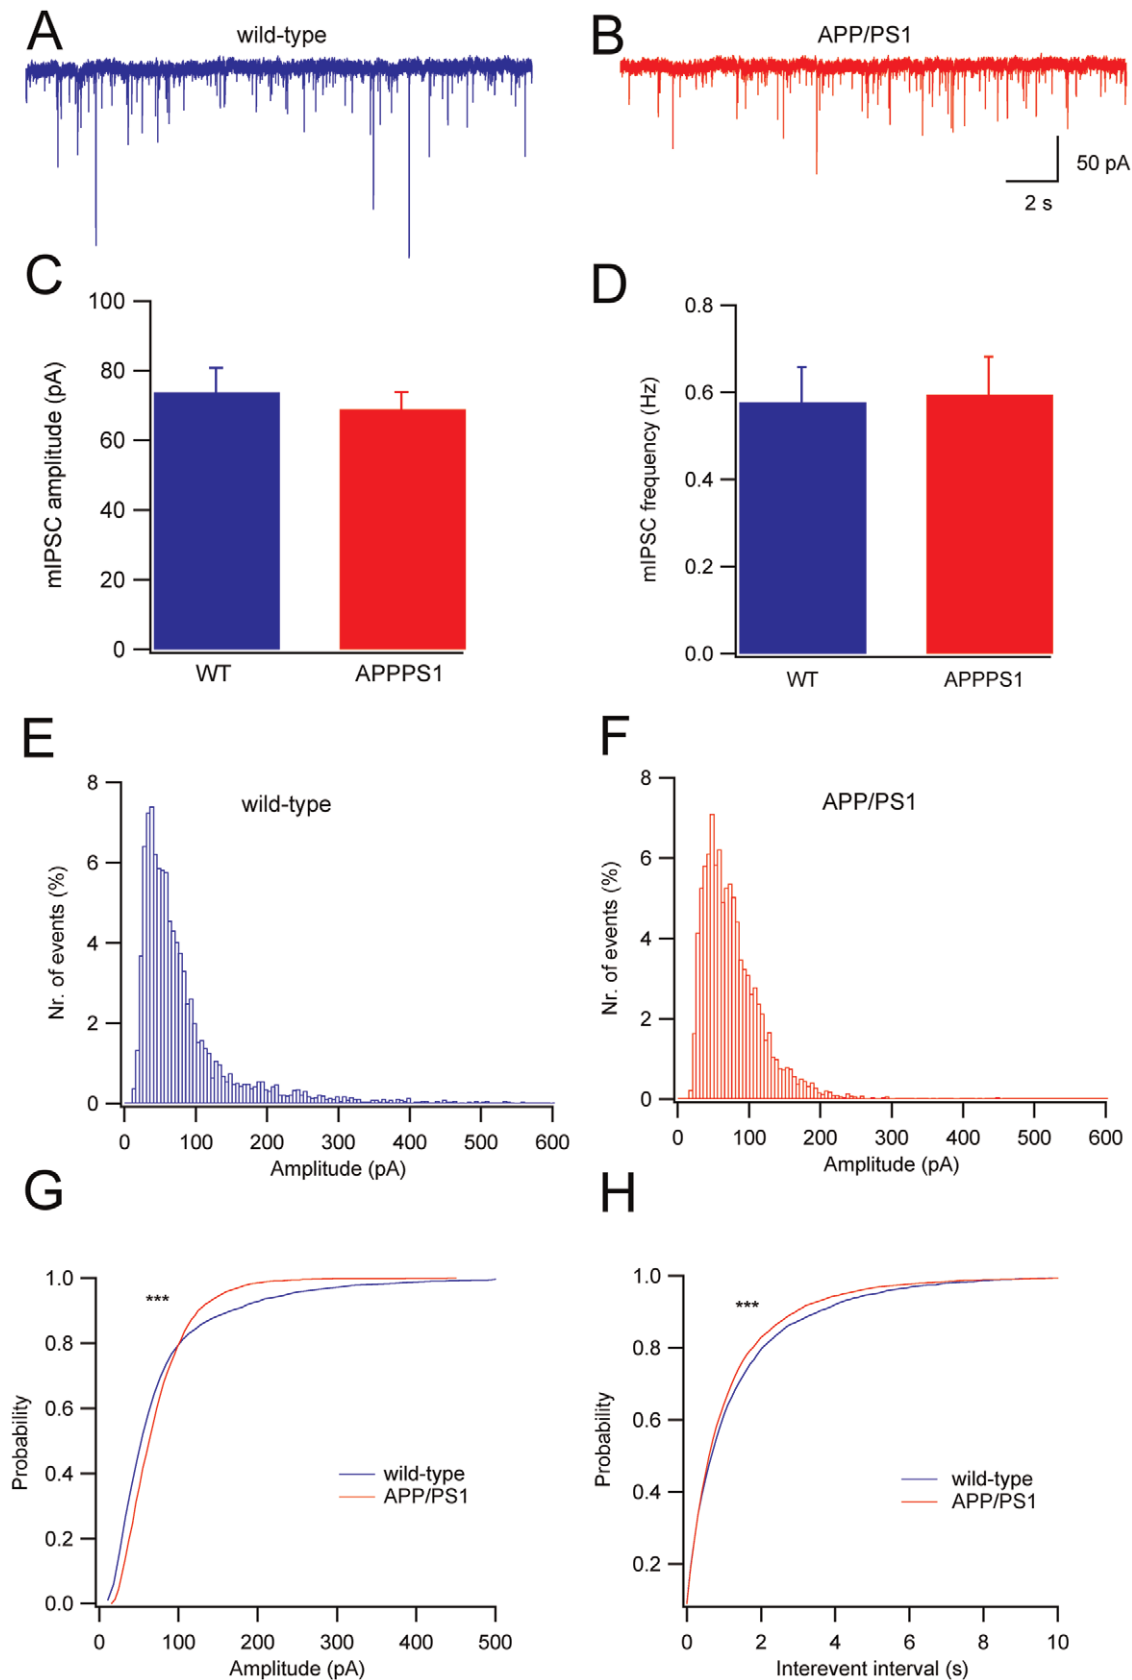 A
wild-type
B
APP/PS1
50 pA
2 s
C
mIPSC amplitude (pA)
100
80
60
40
20
0
WT
APPPS1
D
mIPSC frequency (Hz)
0.8
0.6
0.4
0.2
0.0
WT
APPPS1
E
wild-type
Nr. of events (%)
8
6
4
2
0
0 100 200 300 400 500 600
Amplitude (pA)
F
APP/PS1
Nr. of events (%)
8
6
4
2
0
0 100 200 300 400 500 600
Amplitude (pA)
G
***
Probability
1.0
0.8
0.6
0.4
0.2
0.0
wild-type
APP/PS1
0 100 200 300 400 500
Amplitude (pA)
H
***
Probability
1.0
0.8
0.6
0.4
0.2
wild-type
APP/PS1
0 2 4 6 8 10
Interevent interval (s)